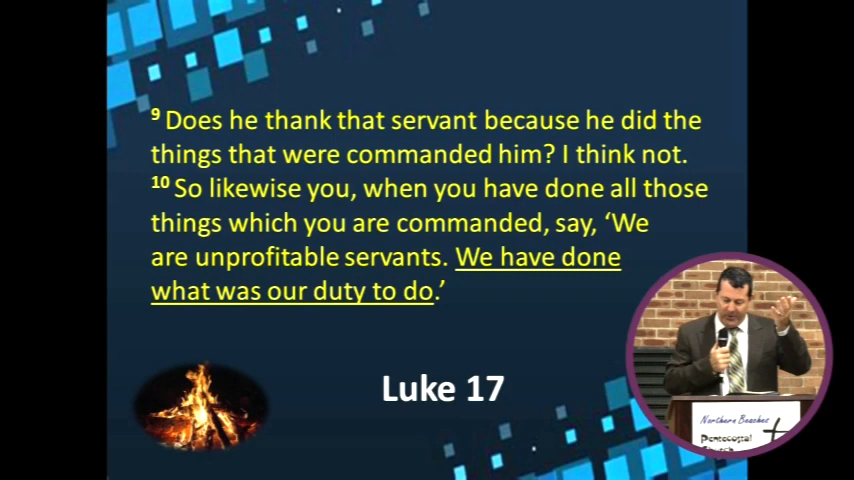 ⁹ Does he thank that servant because he did the
things that were commanded him? I think not.
¹⁰ So likewise you, when you have done all those
things which you are commanded, say, ‘We
are unprofitable servants. We have done
what was our duty to do.’
Luke 17
Northern Beaches
Pentecostal
Church